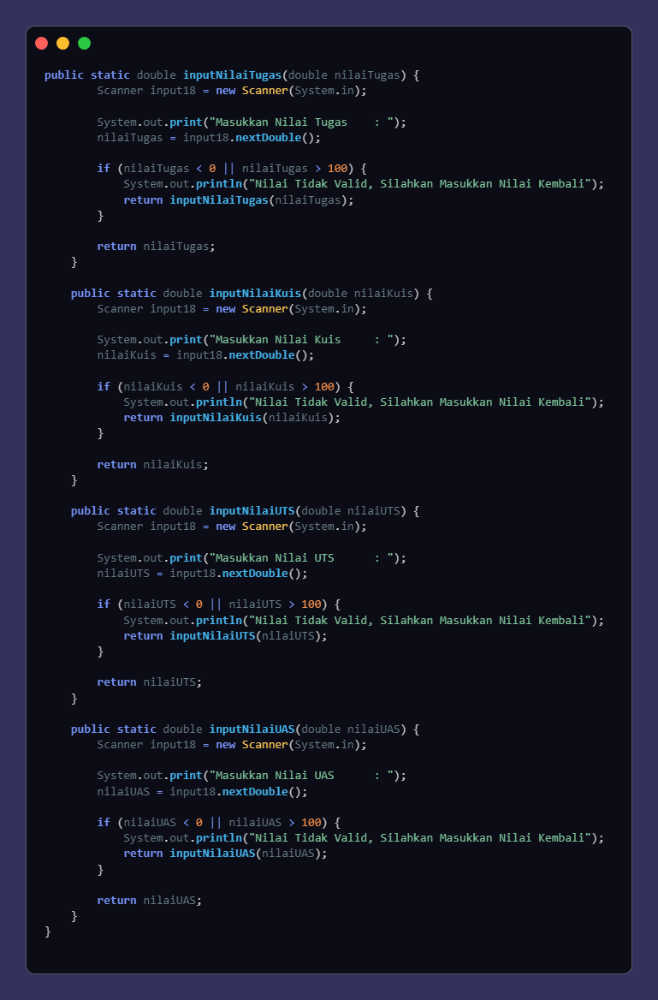 public static double inputNilaiTugas(double nilaiTugas) {
        Scanner input18 = new Scanner(System.in);

        System.out.print("Masukkan Nilai Tugas    : ");
        nilaiTugas = input18.nextDouble();

        if (nilaiTugas < 0 || nilaiTugas > 100) {
            System.out.println("Nilai Tidak Valid, Silahkan Masukkan Nilai Kembali");
            return inputNilaiTugas(nilaiTugas);
        }

        return nilaiTugas;
    }

    public static double inputNilaiKuis(double nilaiKuis) {
        Scanner input18 = new Scanner(System.in);

        System.out.print("Masukkan Nilai Kuis     : ");
        nilaiKuis = input18.nextDouble();

        if (nilaiKuis < 0 || nilaiKuis > 100) {
            System.out.println("Nilai Tidak Valid, Silahkan Masukkan Nilai Kembali");
            return inputNilaiKuis(nilaiKuis);
        }

        return nilaiKuis;
    }

    public static double inputNilaiUTS(double nilaiUTS) {
        Scanner input18 = new Scanner(System.in);

        System.out.print("Masukkan Nilai UTS      : ");
        nilaiUTS = input18.nextDouble();

        if (nilaiUTS < 0 || nilaiUTS > 100) {
            System.out.println("Nilai Tidak Valid, Silahkan Masukkan Nilai Kembali");
            return inputNilaiUTS(nilaiUTS);
        }

        return nilaiUTS;
    }

    public static double inputNilaiUAS(double nilaiUAS) {
        Scanner input18 = new Scanner(System.in);

        System.out.print("Masukkan Nilai UAS      : ");
        nilaiUAS = input18.nextDouble();

        if (nilaiUAS < 0 || nilaiUAS > 100) {
            System.out.println("Nilai Tidak Valid, Silahkan Masukkan Nilai Kembali");
            return inputNilaiUAS(nilaiUAS);
        }

        return nilaiUAS;
    }
}